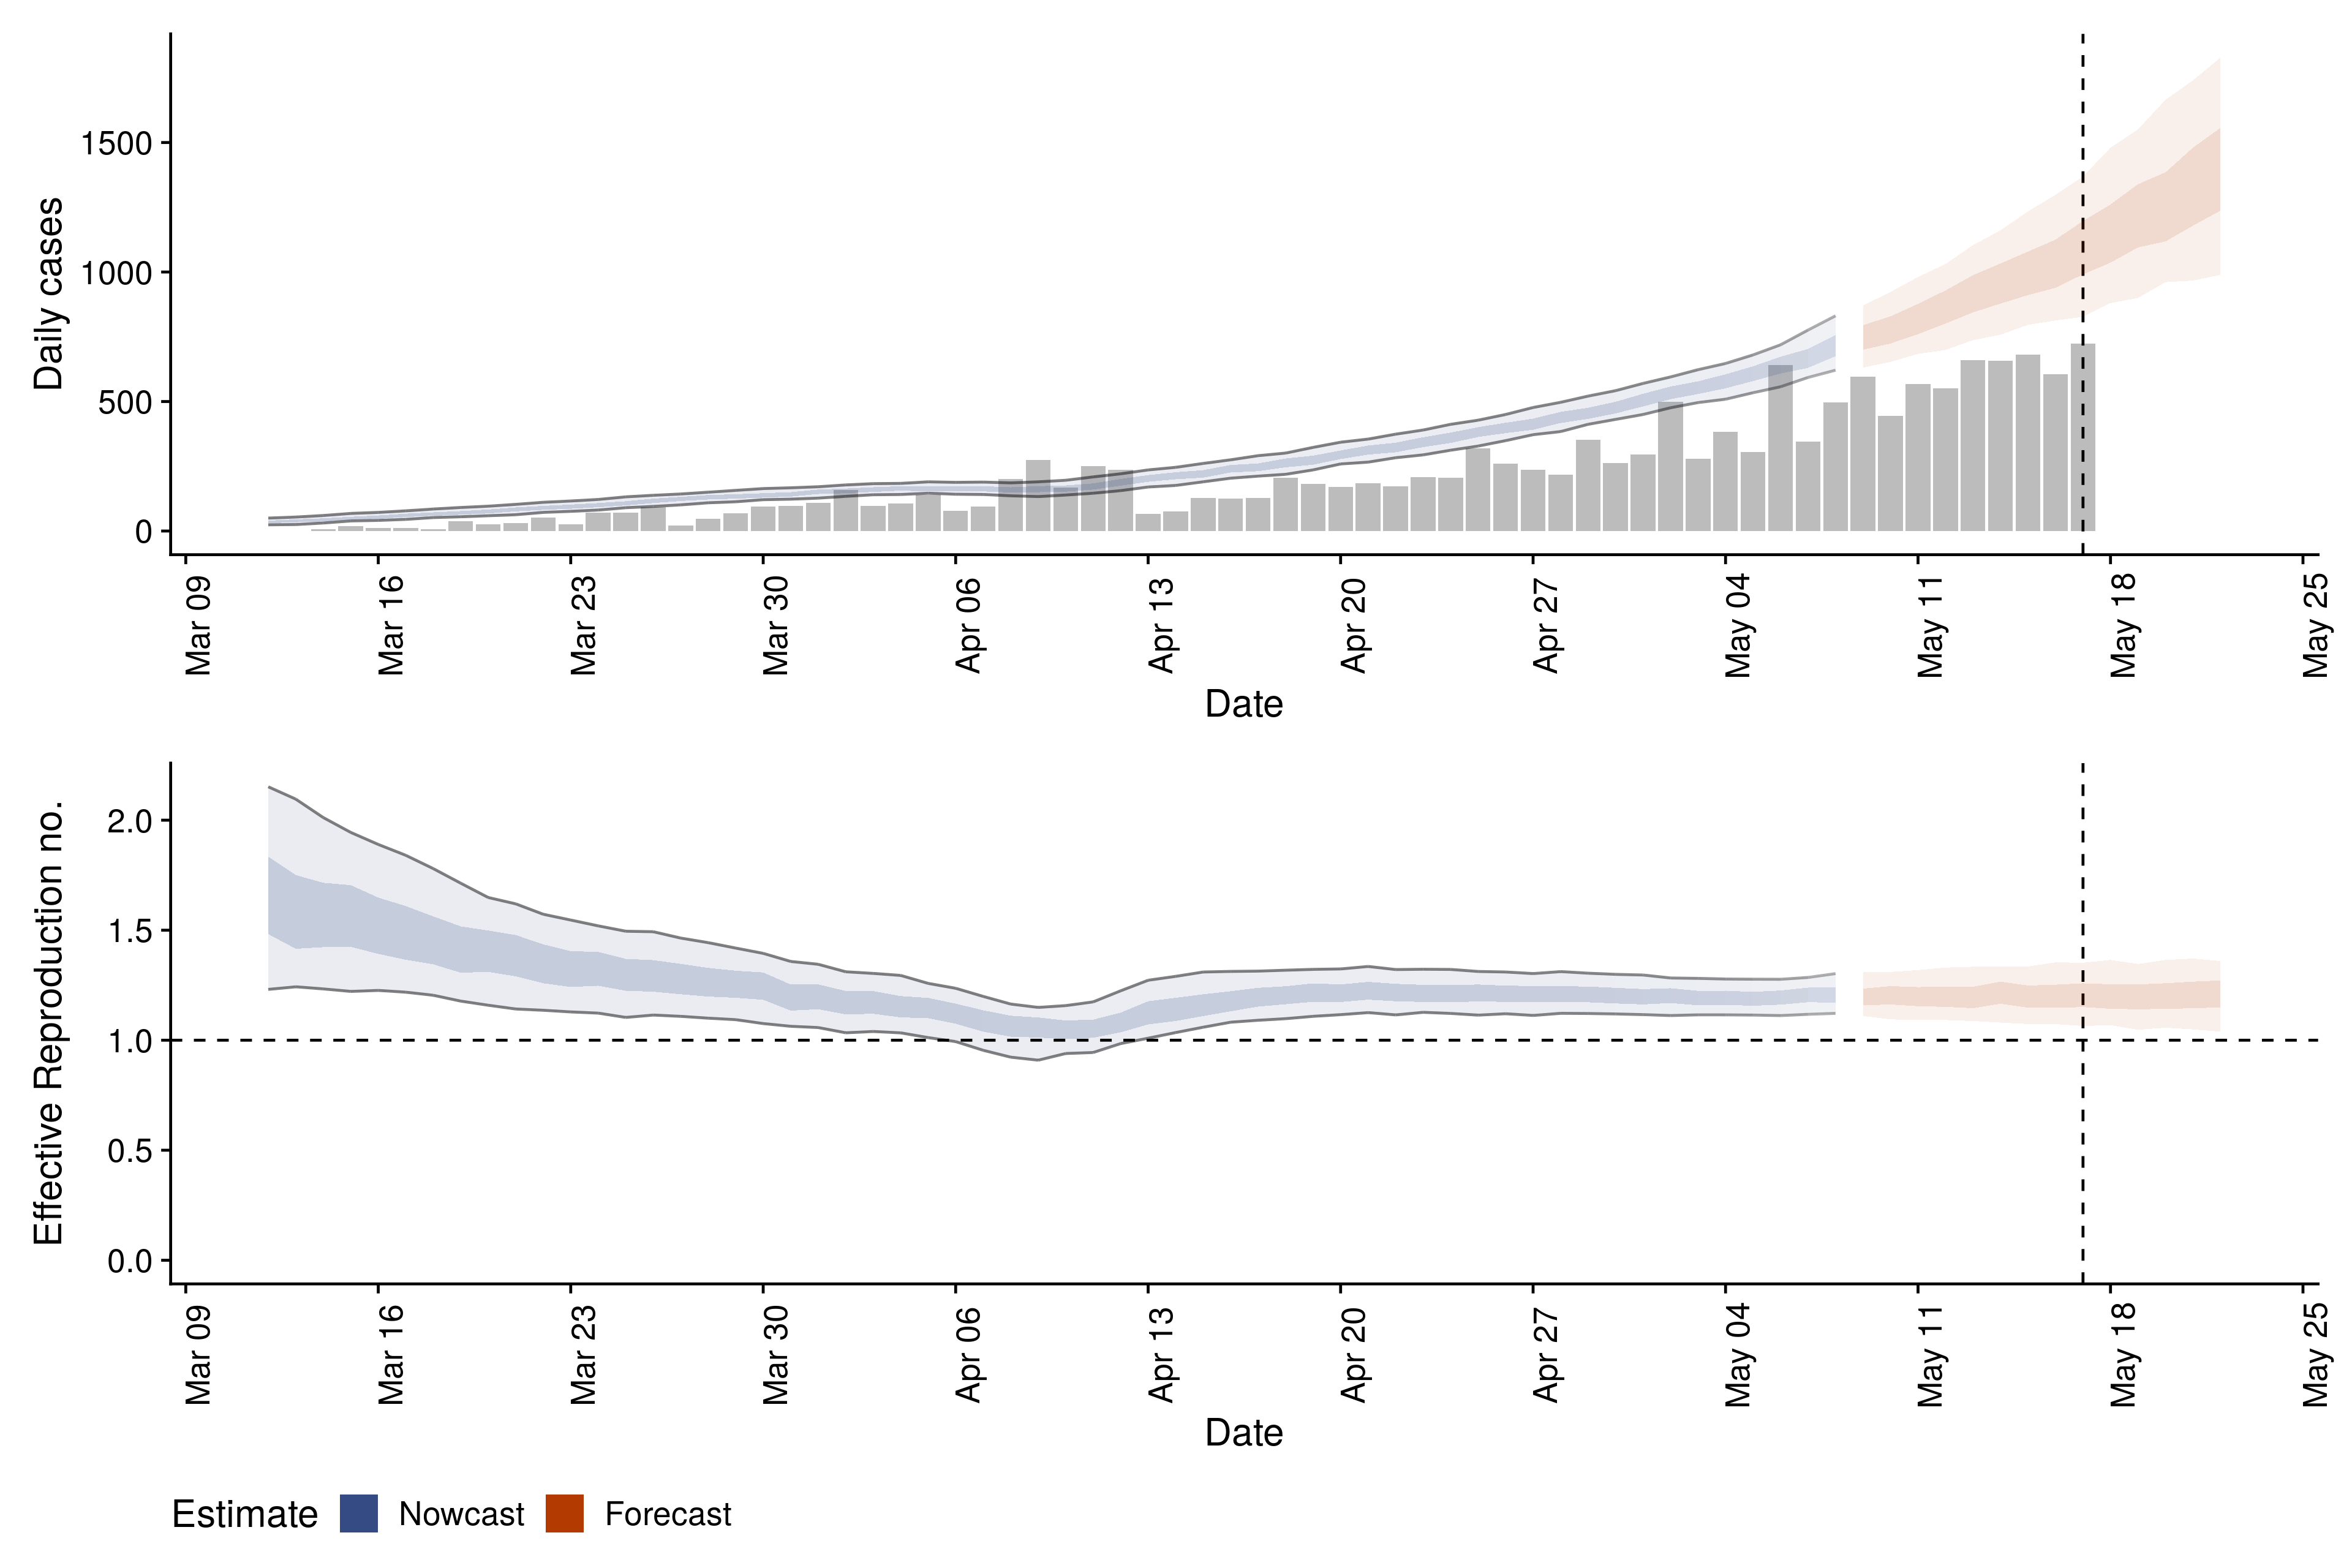 Daily cases
1500
1000
500
0
Mar 09
Mar 16
Mar 23
Mar 30
Apr 06
Apr 13
Apr 20
Apr 27
May 04
May 11
May 18
May 25
Date
Effective Reproduction no.
2.0
1.5
1.0
0.5
0.0
Mar 09
Mar 16
Mar 23
Mar 30
Apr 06
Apr 13
Apr 20
Apr 27
May 04
May 11
May 18
May 25
Date
Estimate Nowcast Forecast